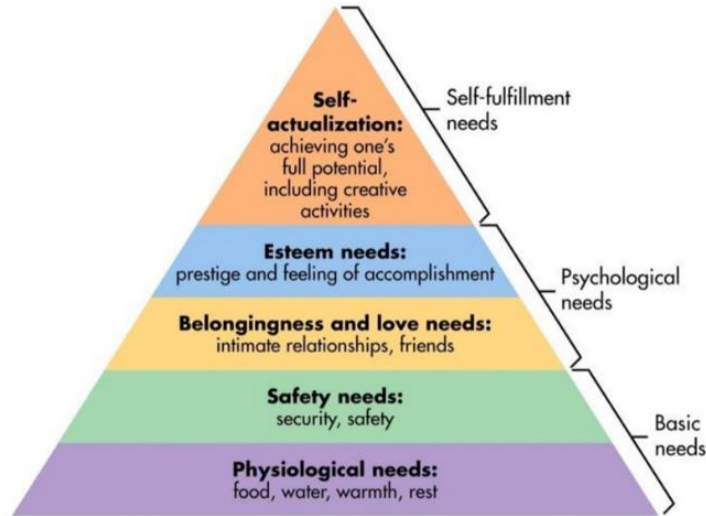 Self-
actualization:
achieving one's
full potential,
including creative
activities
Self-fulfillment
needs
Esteem needs:
prestige and feeling of accomplishment
Psychological
needs
Belongingness and love needs:
intimate relationships, friends
Safety needs:
security, safety
Basic
needs
Physiological needs:
food, water, warmth, rest